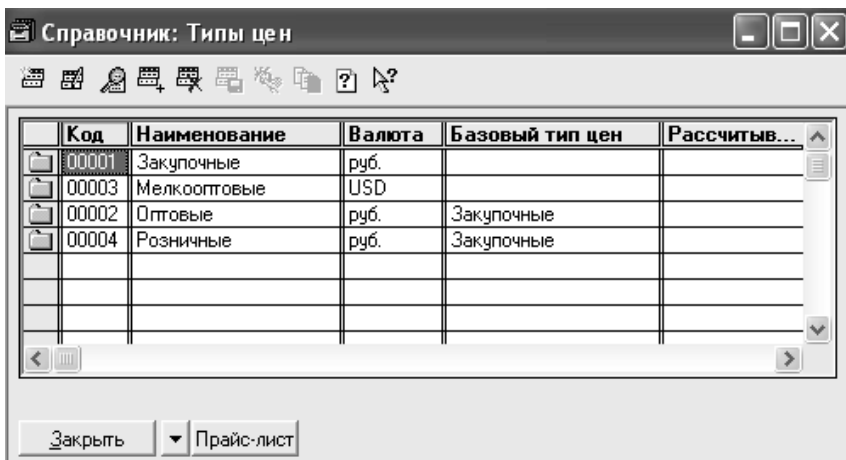 Справочник: Типы цен
Код Наименование Валюта Базовый тип цен Рассчитыв...
00001 Закупочные руб.
00003 Мелкооптовые USD
00002 Оптовые руб. Закупочные
00004 Розничные руб. Закупочные
Закрыть Прайс-лист